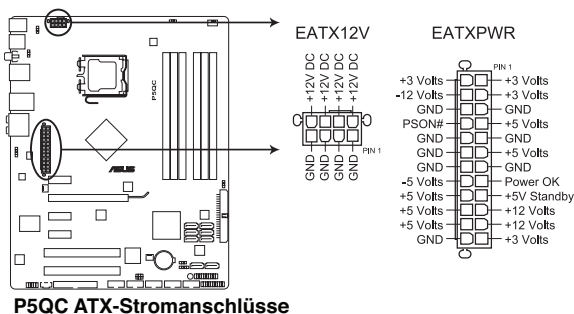 EATX12V
EATXPWR
+12V DC
+12V DC
+12V DC
+12V DC
GND
GND
GND
GND
PIN 1
PIN 1
+3 Volts
+3 Volts
-12 Volts
+3 Volts
GND
GND
PSON#
+5 Volts
GND
GND
GND
+5 Volts
GND
GND
-5 Volts
Power OK
+5 Volts
+5V Standby
+5 Volts
+12 Volts
+5 Volts
+12 Volts
GND
+3 Volts
P5QC
ASUS
P5QC ATX-Stromanschlüsse